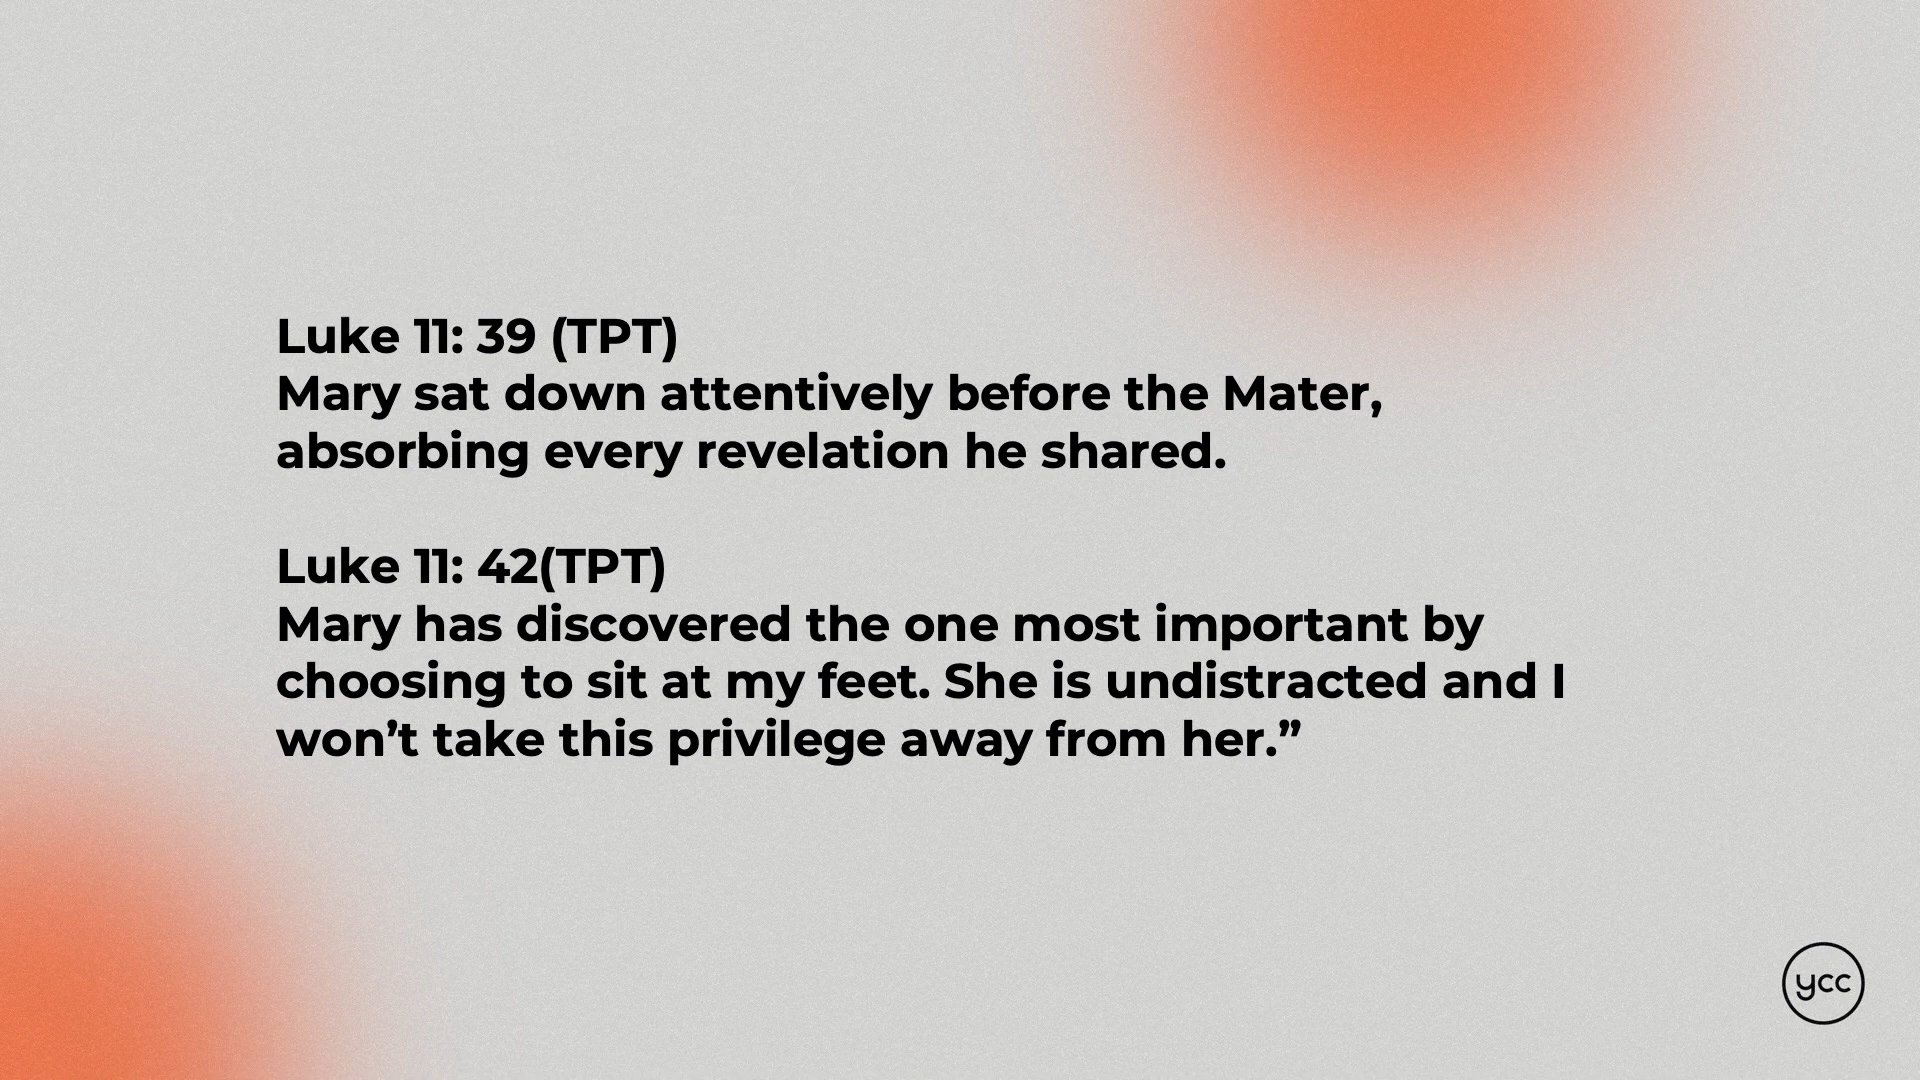 Luke 11: 39 (TPT)
Mary sat down attentively before the Mater,
absorbing every revelation he shared.
Luke 11: 42(TPT)
Mary has discovered the one most important by
choosing to sit at my feet. She is undistracted and I
won’t take this privilege away from her.”
ycc